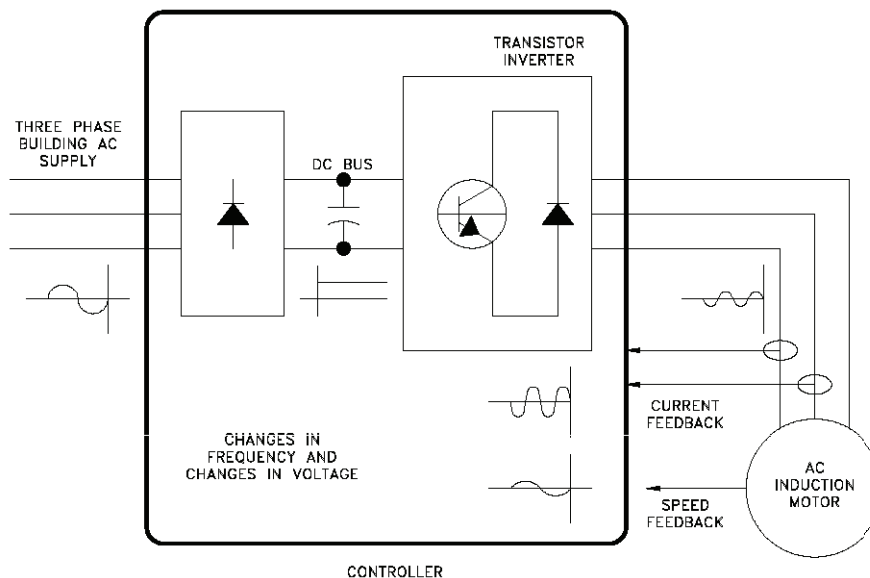 TRANSISTOR
INVERTER
THREE PHASE
BUILDING AC
SUPPLY
DC BUS
CURRENT
FEEDBACK
CHANGES IN
FREQUENCY AND
CHANGES IN VOLTAGE
AC
INDUCTION
MOTOR
SPEED
FEEDBACK
CONTROLLER